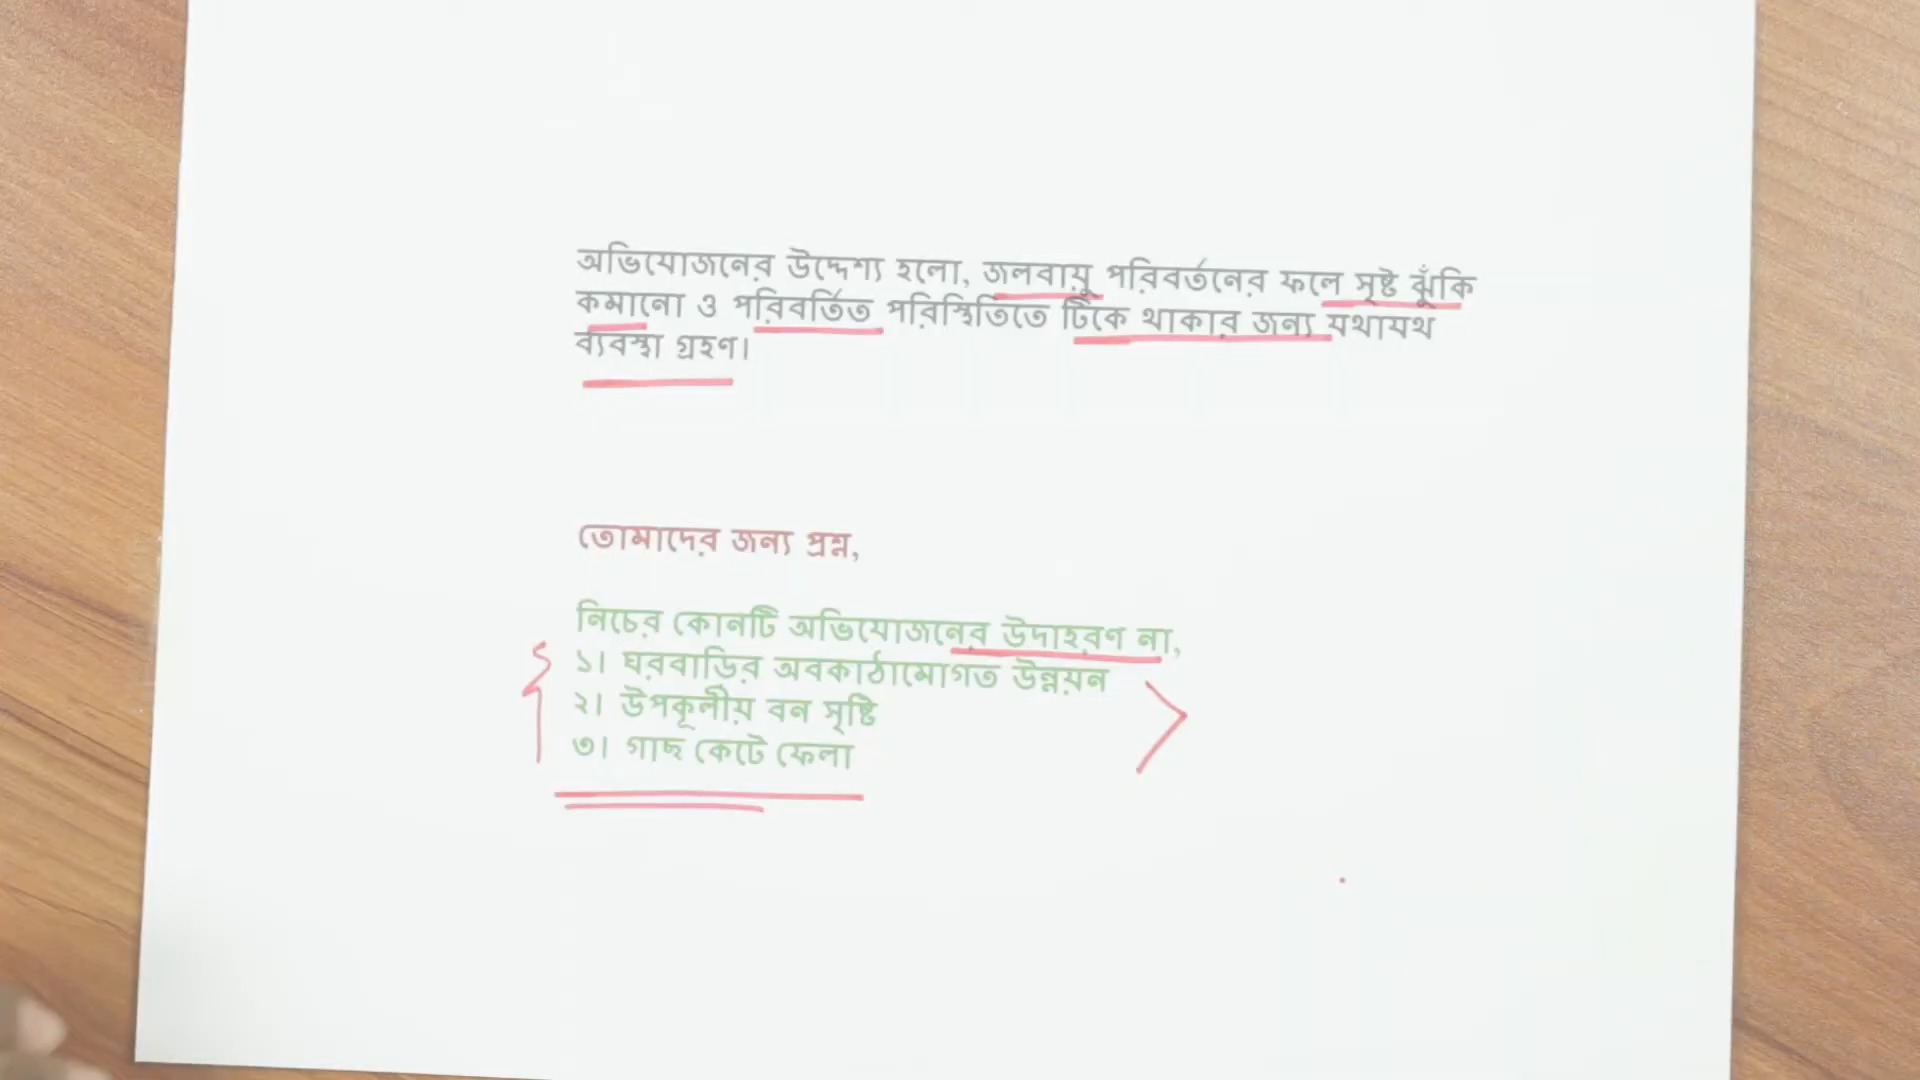 অভিযোজনের উদ্দেশ্য হলো, জলবায়ু পরিবর্তনের ফলে সৃষ্ট ঝুঁকি
কমানো ও পরিবর্তিত পরিস্থিতিতে টিকে থাকার জন্য যথাযথ
ব্যবস্থা গ্রহণ।
তোমাদের জন্য প্রশ্ন,
নিচের কোনটি অভিযোজনের উদাহরণ না,
১। ঘরবাড়ির অবকাঠামোগত উন্নয়ন
২। উপকূলীয় বন সৃষ্টি
৩। গাছ কেটে ফেলা